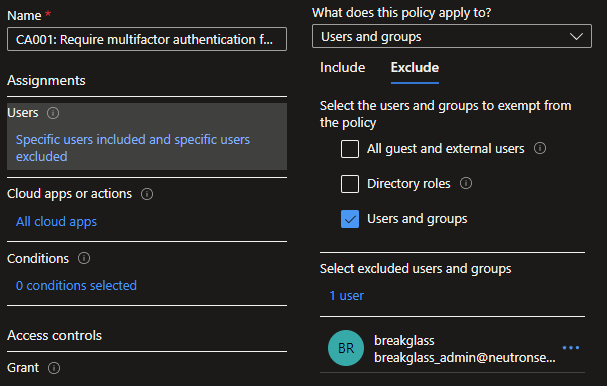 Name *
CA001: Require multifactor authentication f...
Assignments
Users
Specific users included and specific users
excluded
Cloud apps or actions
All cloud apps
Conditions
0 conditions selected
Access controls
Grant
What does this policy apply to?
Users and groups
Include
Exclude
Select the users and groups to exempt from
the policy
All guest and external users
Directory roles
Users and groups
Select excluded users and groups
1 user
BR
breakglass
breakglass_admin@neutronse...